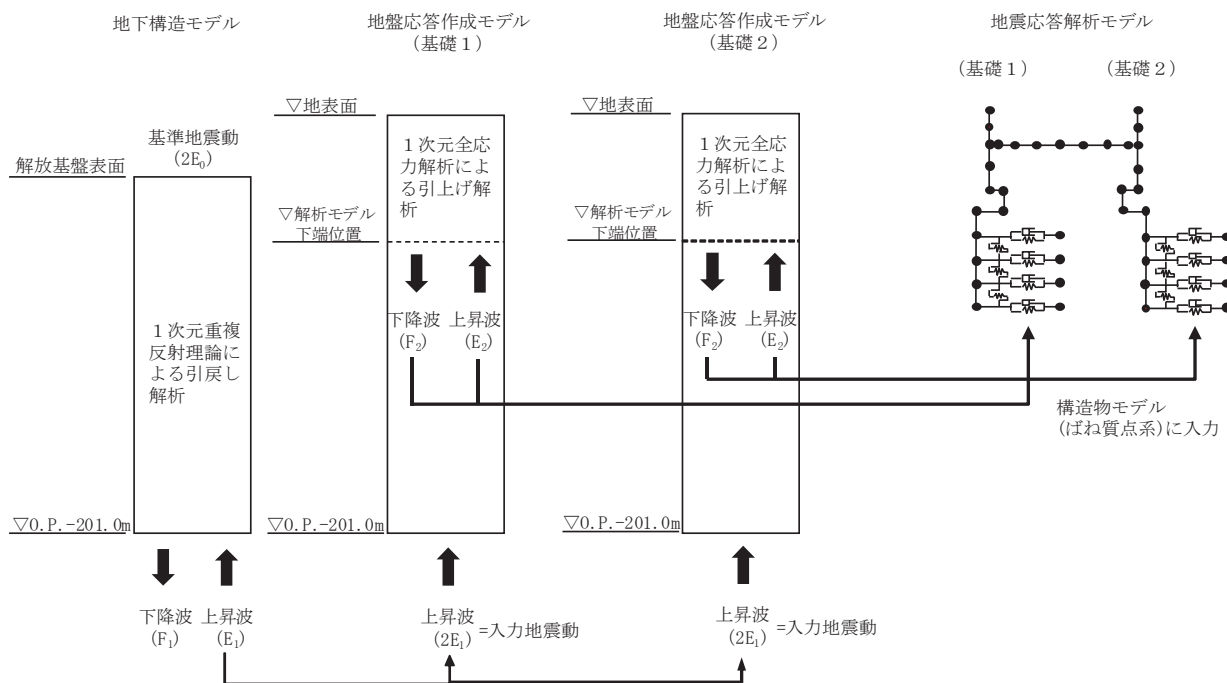 地下構造モデル
解放基盤表面
基準地震動
(2E₀)
1次元重複
反射理論に
よる引戻し
解析
▽O.P.-201.0m
下降波
(F₁)
上昇波
(E₁)
地盤応答作成モデル
(基礎1)
▽地表面
1次元全応
力解析によ
る引上げ解
析
▽解析モデル
下端位置
下降波
(F₂)
上昇波
(E₂)
▽O.P.-201.0m
上昇波
(2E₁)
=入力地震動
地盤応答作成モデル
(基礎2)
▽地表面
1次元全応
力解析によ
る引上げ解
析
▽解析モデル
下端位置
下降波
(F₂)
上昇波
(E₂)
▽O.P.-201.0m
上昇波
(2E₁)
=入力地震動
地震応答解析モデル
(基礎1)
(基礎2)
構造物モデル
(ばね質点系)に入力